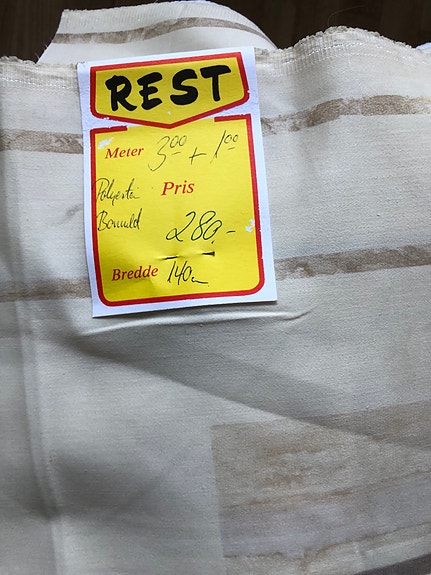 REST
Meter 3⁰⁰ + 1⁰⁰
Polyester Pris
Bomuld
280,-
Bredde 140